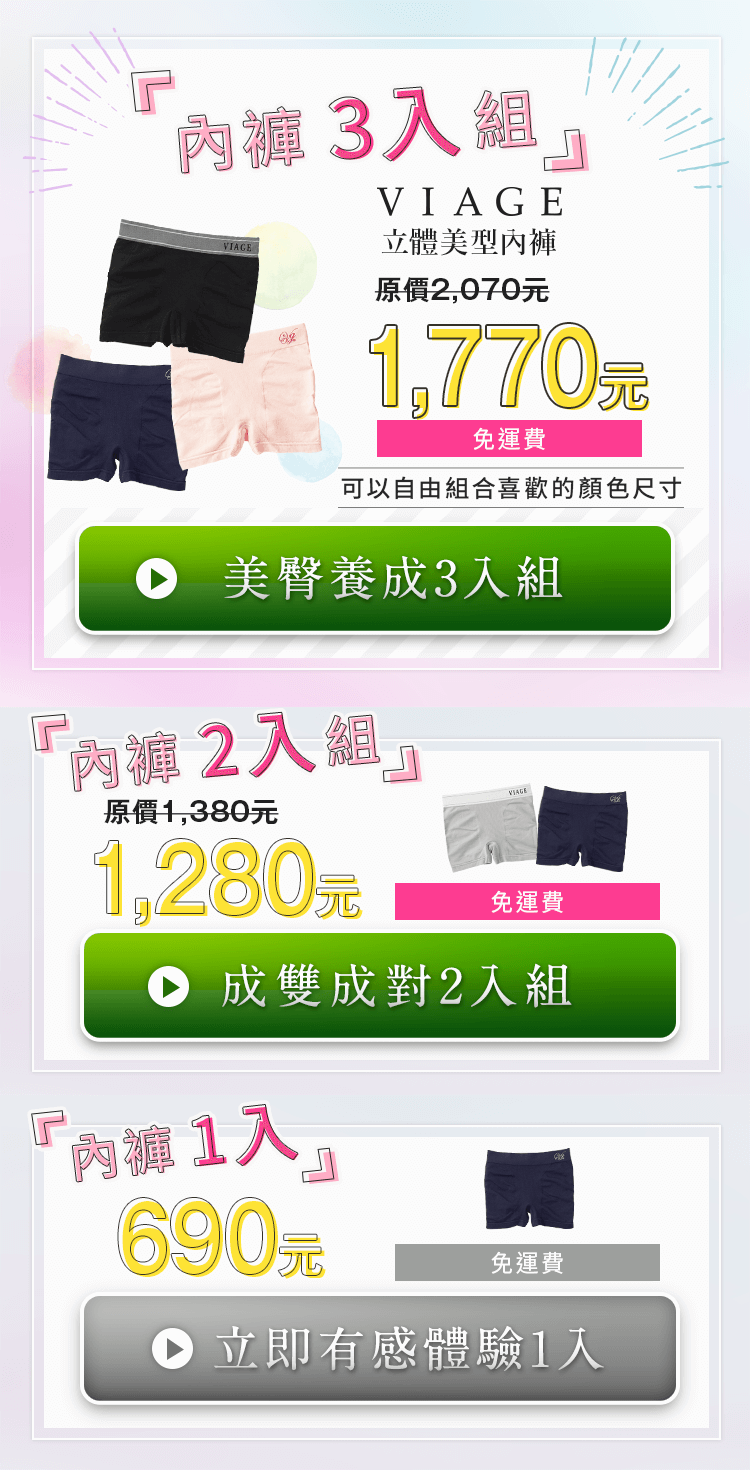 『內褲3入組』
VIAGE
立體美型內褲
VIAGE
原價2,070元
1,770元
免運費
可以自由組合喜歡的顏色尺寸
美臀養成3入組
『內褲2入組』
原價1,380元
VIAGE
1,280元
免運費
成雙成對2入組
『內褲1入』
690元
免運費
立即有感體驗1入